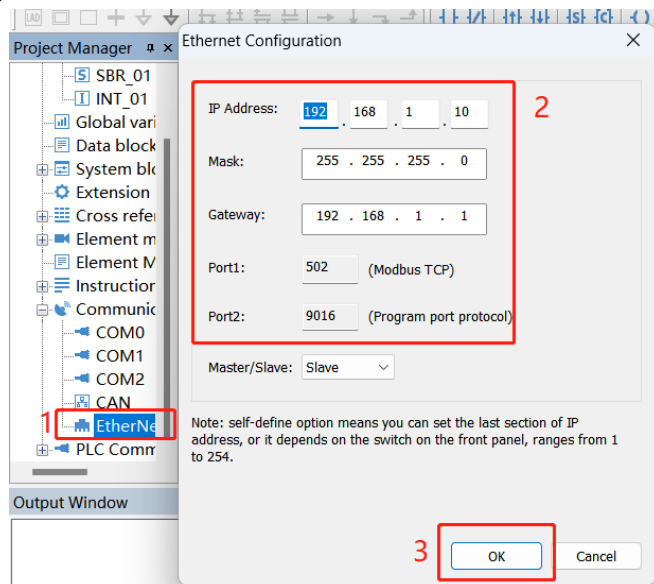 LAD
Project Manager
SBR_01
INT_01
Global vari
Data block
System blo
Extension
Cross refe
Element m
Element M
Instruction
Communic
COM0
COM1
COM2
CAN
1
EtherNe
PLC Comm
Output Window
Ethernet Configuration
2
IP Address: 192 . 168 . 1 . 10
Mask: 255 . 255 . 255 . 0
Gateway: 192 . 168 . 1 . 1
Port1: 502 (Modbus TCP)
Port2: 9016 (Program port protocol)
Master/Slave: Slave
Note: self-define option means you can set the last section of IP
address, or it depends on the switch on the front panel, ranges from 1
to 254.
3
OK Cancel